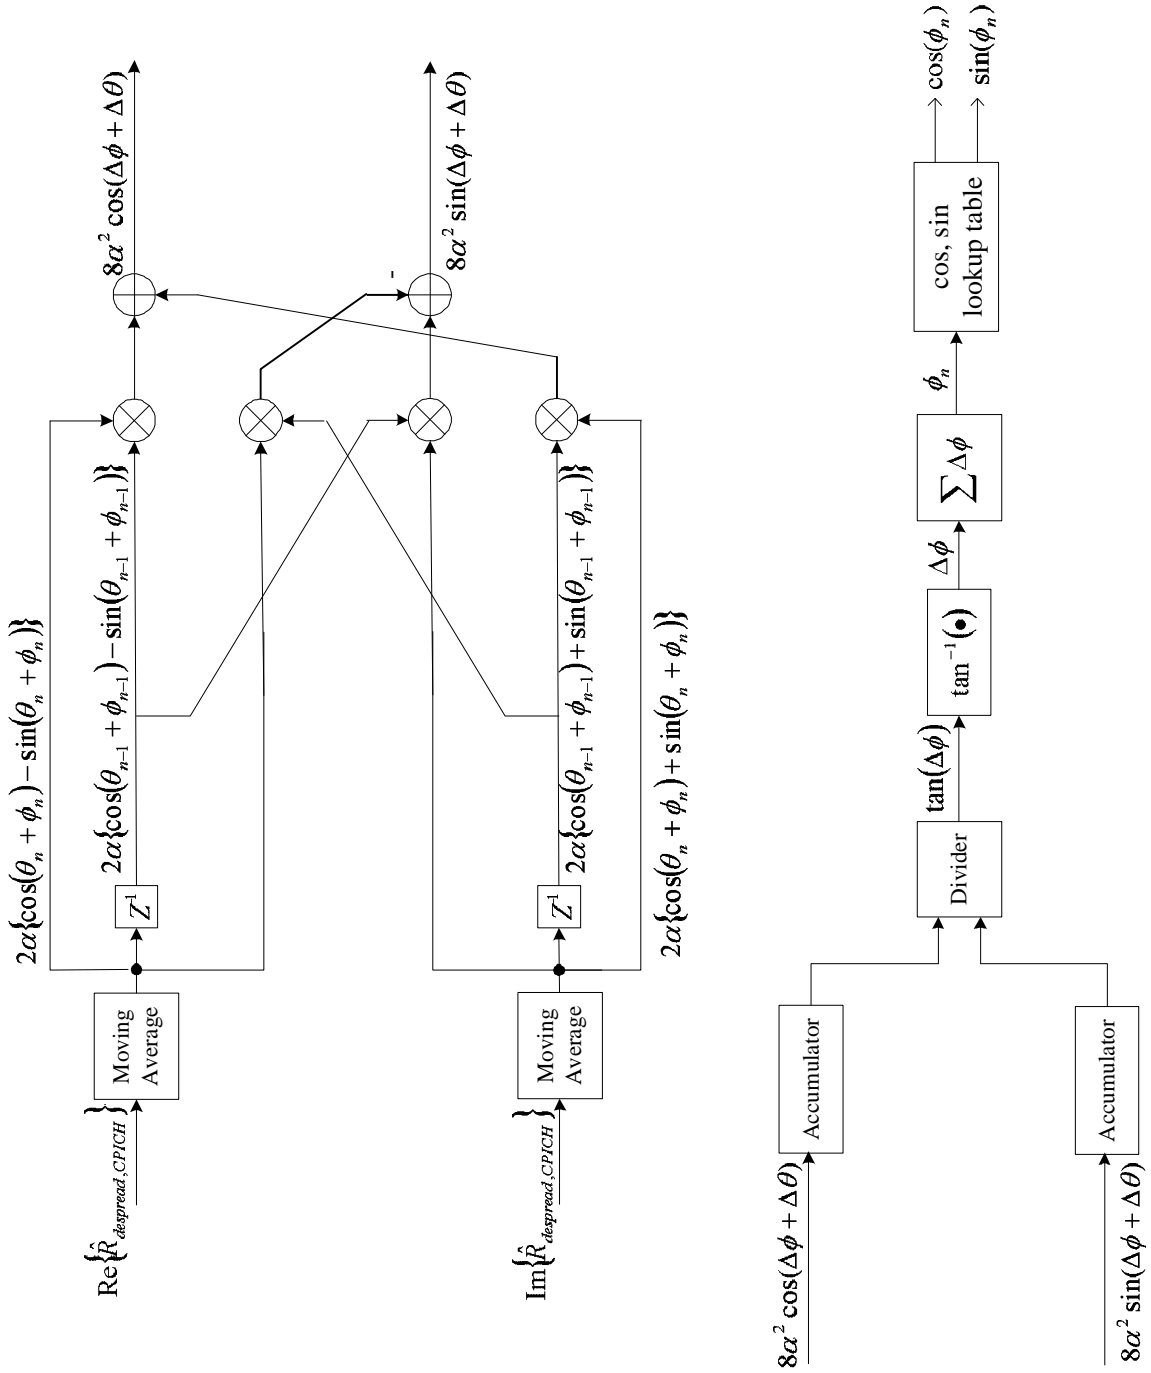 Re{R̂despread,CPICH}
Moving
Average
2α{cos(θn + ϕn) − sin(θn + ϕn)}
Z-1
2α{cos(θn−1 + ϕn−1) − sin(θn−1 + ϕn−1)}
8α² cos(Δϕ + Δθ)
Im{R̂despread,CPICH}
Moving
Average
Z-1
2α{cos(θn−1 + ϕn−1) + sin(θn−1 + ϕn−1)}
2α{cos(θn + ϕn) + sin(θn + ϕn)}
-
8α² sin(Δϕ + Δθ)
8α² cos(Δϕ + Δθ)
Accumulator
8α² sin(Δϕ + Δθ)
Accumulator
Divider
tan(Δϕ)
tan−1(•)
Δϕ
∑ Δϕ
ϕn
cos, sin
lookup table
cos(ϕn)
sin(ϕn)